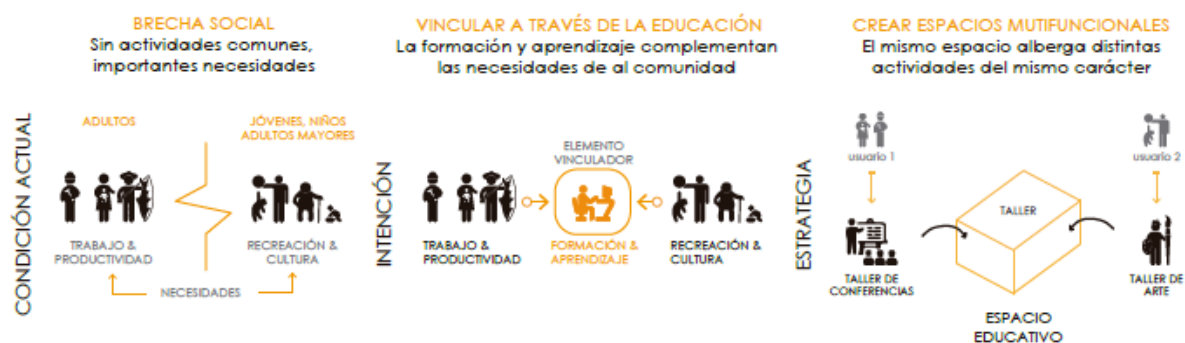 BRECHA SOCIAL
Sin actividades comunes,
importantes necesidades
CONDICIÓN ACTUAL
ADULTOS
JÓVENES, NIÑOS
ADULTOS MAYORES
TRABAJO &
PRODUCTIVIDAD
RECREACIÓN &
CULTURA
NECESIDADES
VINCULAR A TRAVÉS DE LA EDUCACIÓN
La formación y aprendizaje complementan
las necesidades de al comunidad
INTENCIÓN
ELEMENTO
VINCULADOR
TRABAJO &
PRODUCTIVIDAD
FORMACIÓN &
APRENDIZAJE
RECREACIÓN &
CULTURA
CREAR ESPACIOS MUTIFUNCIONALES
El mismo espacio alberga distintas
actividades del mismo carácter
ESTRATEGIA
usuario 1
usuario 2
TALLER
TALLER DE
CONFERENCIAS
TALLER DE
ARTE
ESPACIO
EDUCATIVO